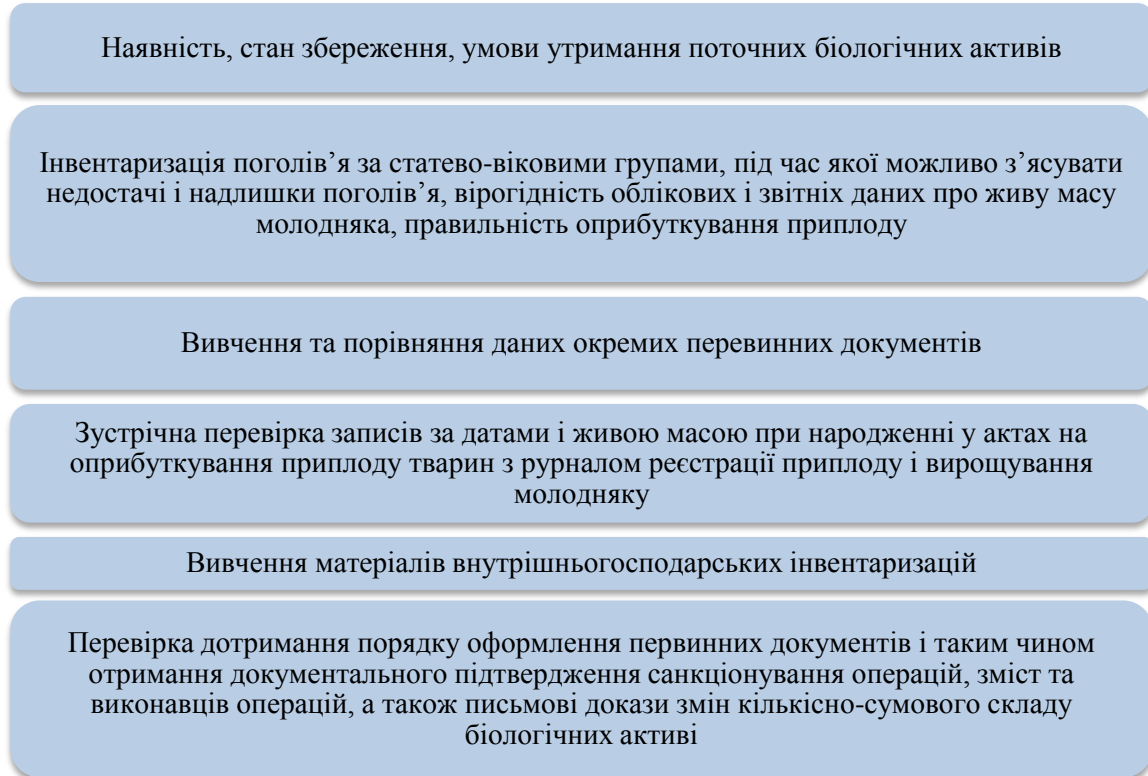 Наявність, стан збереження, умови утримання поточних біологічних активів
Інвентаризація поголів’я за статево-віковими групами, під час якої можливо з’ясувати
недостачі і надлишки поголів’я, вірогідність облікових і звітніх даних про живу масу
молодняка, правильність оприбуткування приплоду
Вивчення та порівняння даних окремих перевинних документів
Зустрічна перевірка записів за датами і живою масою при народженні у актах на
оприбуткування приплоду тварин з рурналом реєстрації приплоду і вирощування
молодняку
Вивчення матеріалів внутрішньогосподарських інвентаризацій
Перевірка дотримання порядку оформлення первинних документів і таким чином
отримання документального підтвердження санкціонування операцій, зміст та
виконавців операцій, а також письмові докази змін кількісно-сумового складу
біологічних активі